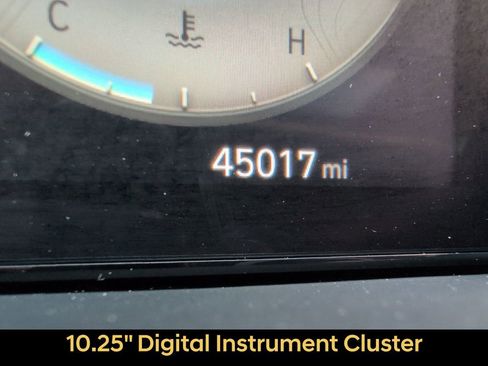 C
H
45017 mi
10.25" Digital Instrument Cluster